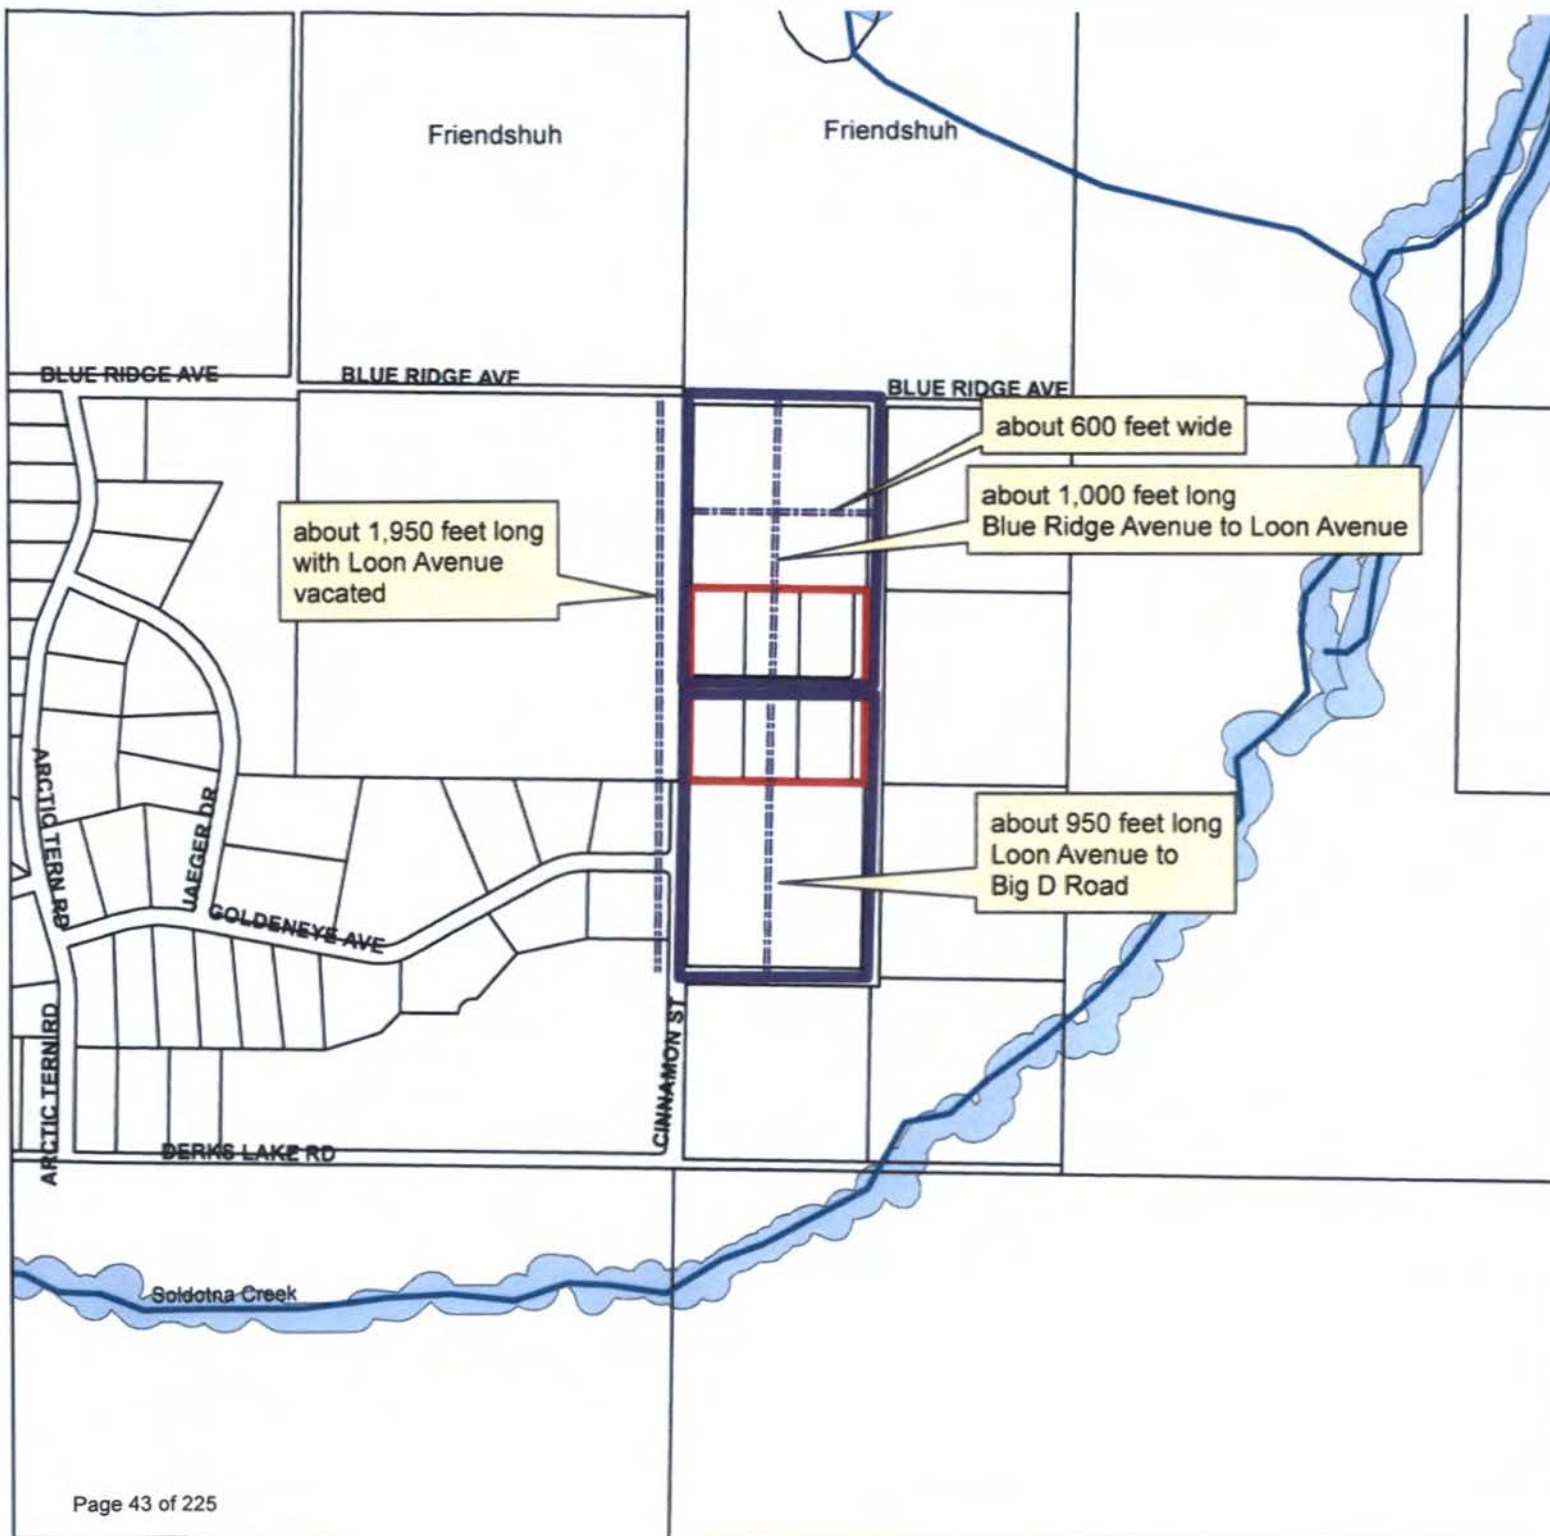 Friendshuh
Friendshuh
BLUE RIDGE AVE
BLUE RIDGE AVE
BLUE RIDGE AVE
about 600 feet wide
about 1,000 feet long
Blue Ridge Avenue to Loon Avenue
about 1,950 feet long
with Loon Avenue
vacated
ARCTIC TERN RD
JAEGER DR
GOLDENEYE AVE
about 950 feet long
Loon Avenue to
Big D Road
ARCTIC TERN RD
CINNAMON ST
DERKS LAKE RD
Soldotna Creek
Page 43 of 225